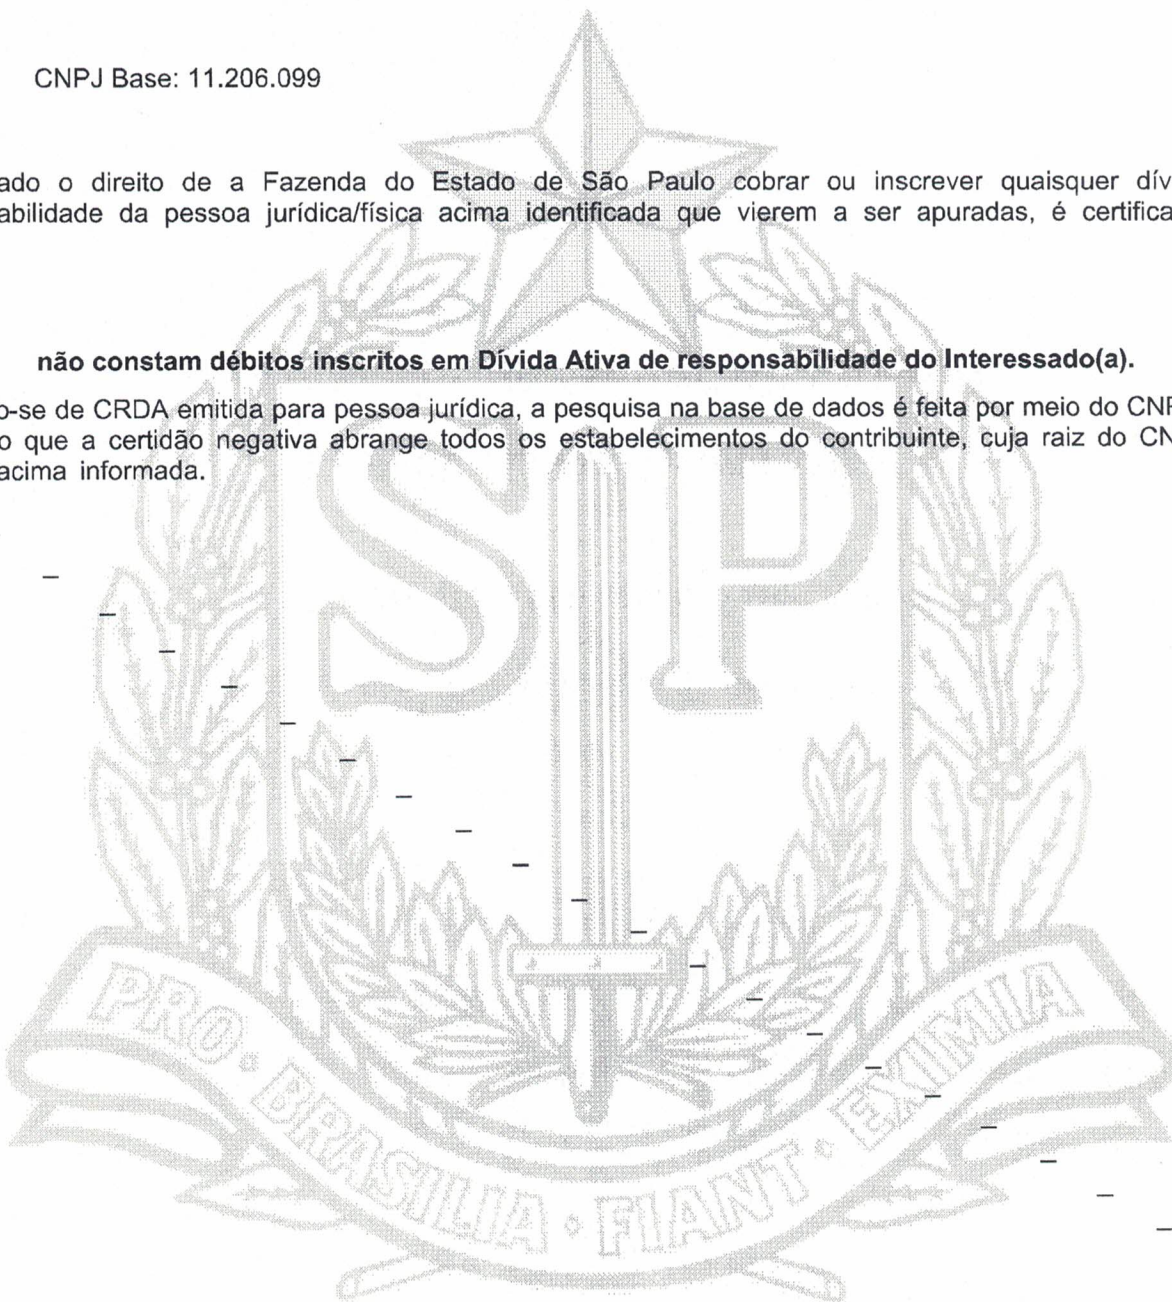 CNPJ Base: 11.206.099
ado o direito de a Fazenda do Estado de São Paulo cobrar ou inscrever quaisquer dív
abilidade da pessoa jurídica/física acima identificada que vierem a ser apuradas, é certifica
não constam débitos inscritos em Dívida Ativa de responsabilidade do Interessado(a).
o-se de CRDA emitida para pessoa jurídica, a pesquisa na base de dados é feita por meio do CNP
o que a certidão negativa abrange todos os estabelecimentos do contribuinte, cuja raiz do CN
acima informada.
SP
PRO • BRASILIA • FIANT • EXIMIA